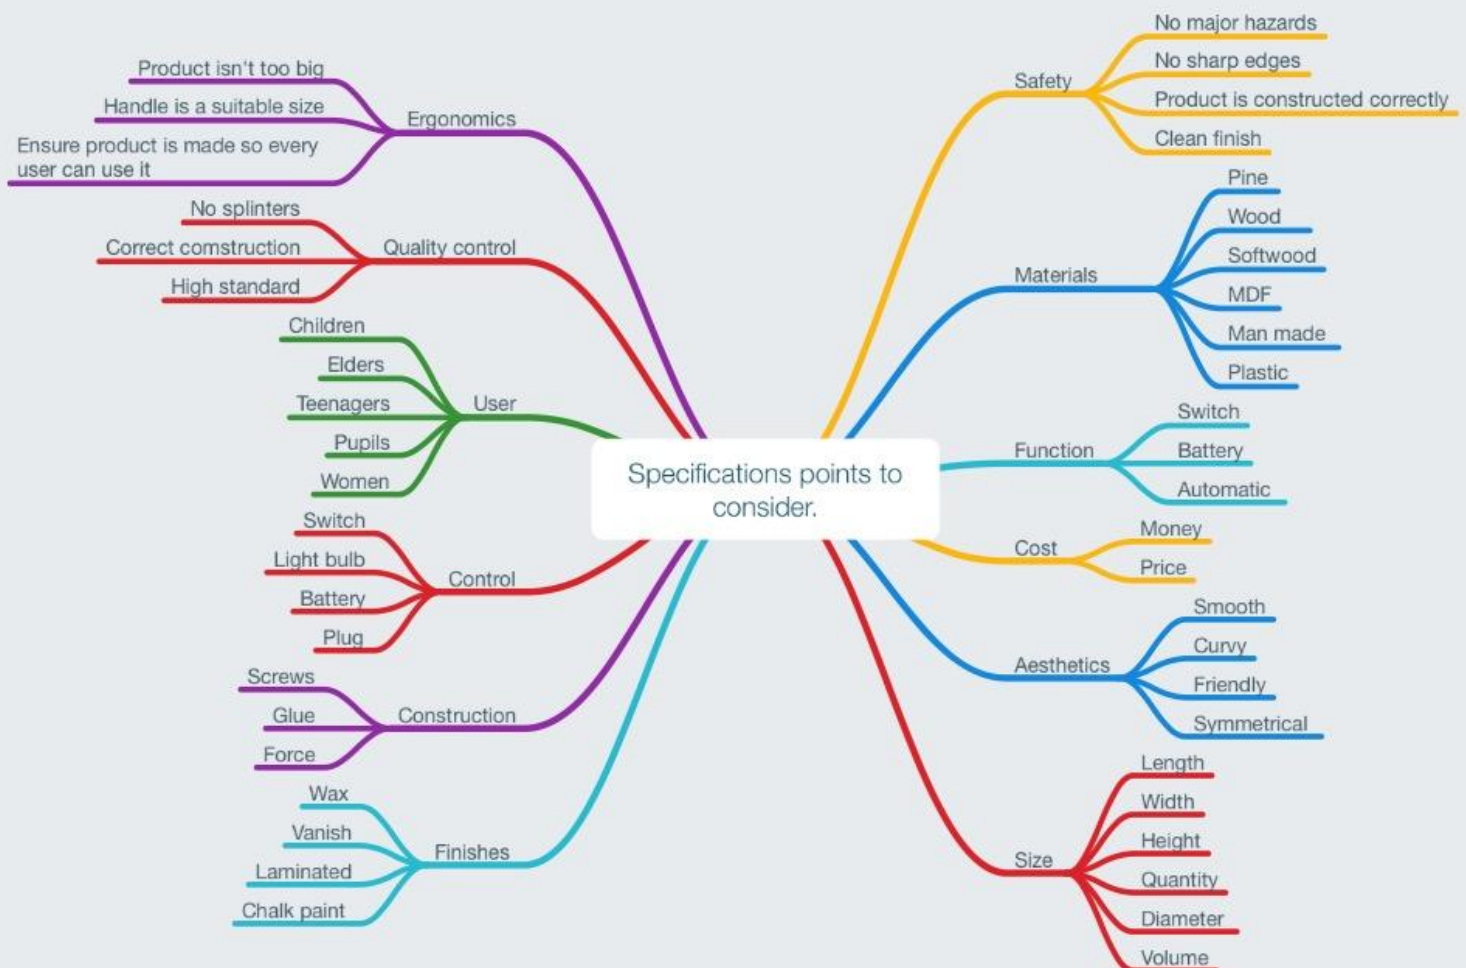 Specifications points to
consider.
Ergonomics
Product isn't too big
Handle is a suitable size
Ensure product is made so every
user can use it
Quality control
No splinters
Correct comstruction
High standard
User
Children
Elders
Teenagers
Pupils
Women
Control
Switch
Light bulb
Battery
Plug
Construction
Screws
Glue
Force
Finishes
Wax
Vanish
Laminated
Chalk paint
Safety
No major hazards
No sharp edges
Product is constructed correctly
Clean finish
Materials
Pine
Wood
Softwood
MDF
Man made
Plastic
Function
Switch
Battery
Automatic
Cost
Money
Price
Aesthetics
Smooth
Curvy
Friendly
Symmetrical
Size
Length
Width
Height
Quantity
Diameter
Volume